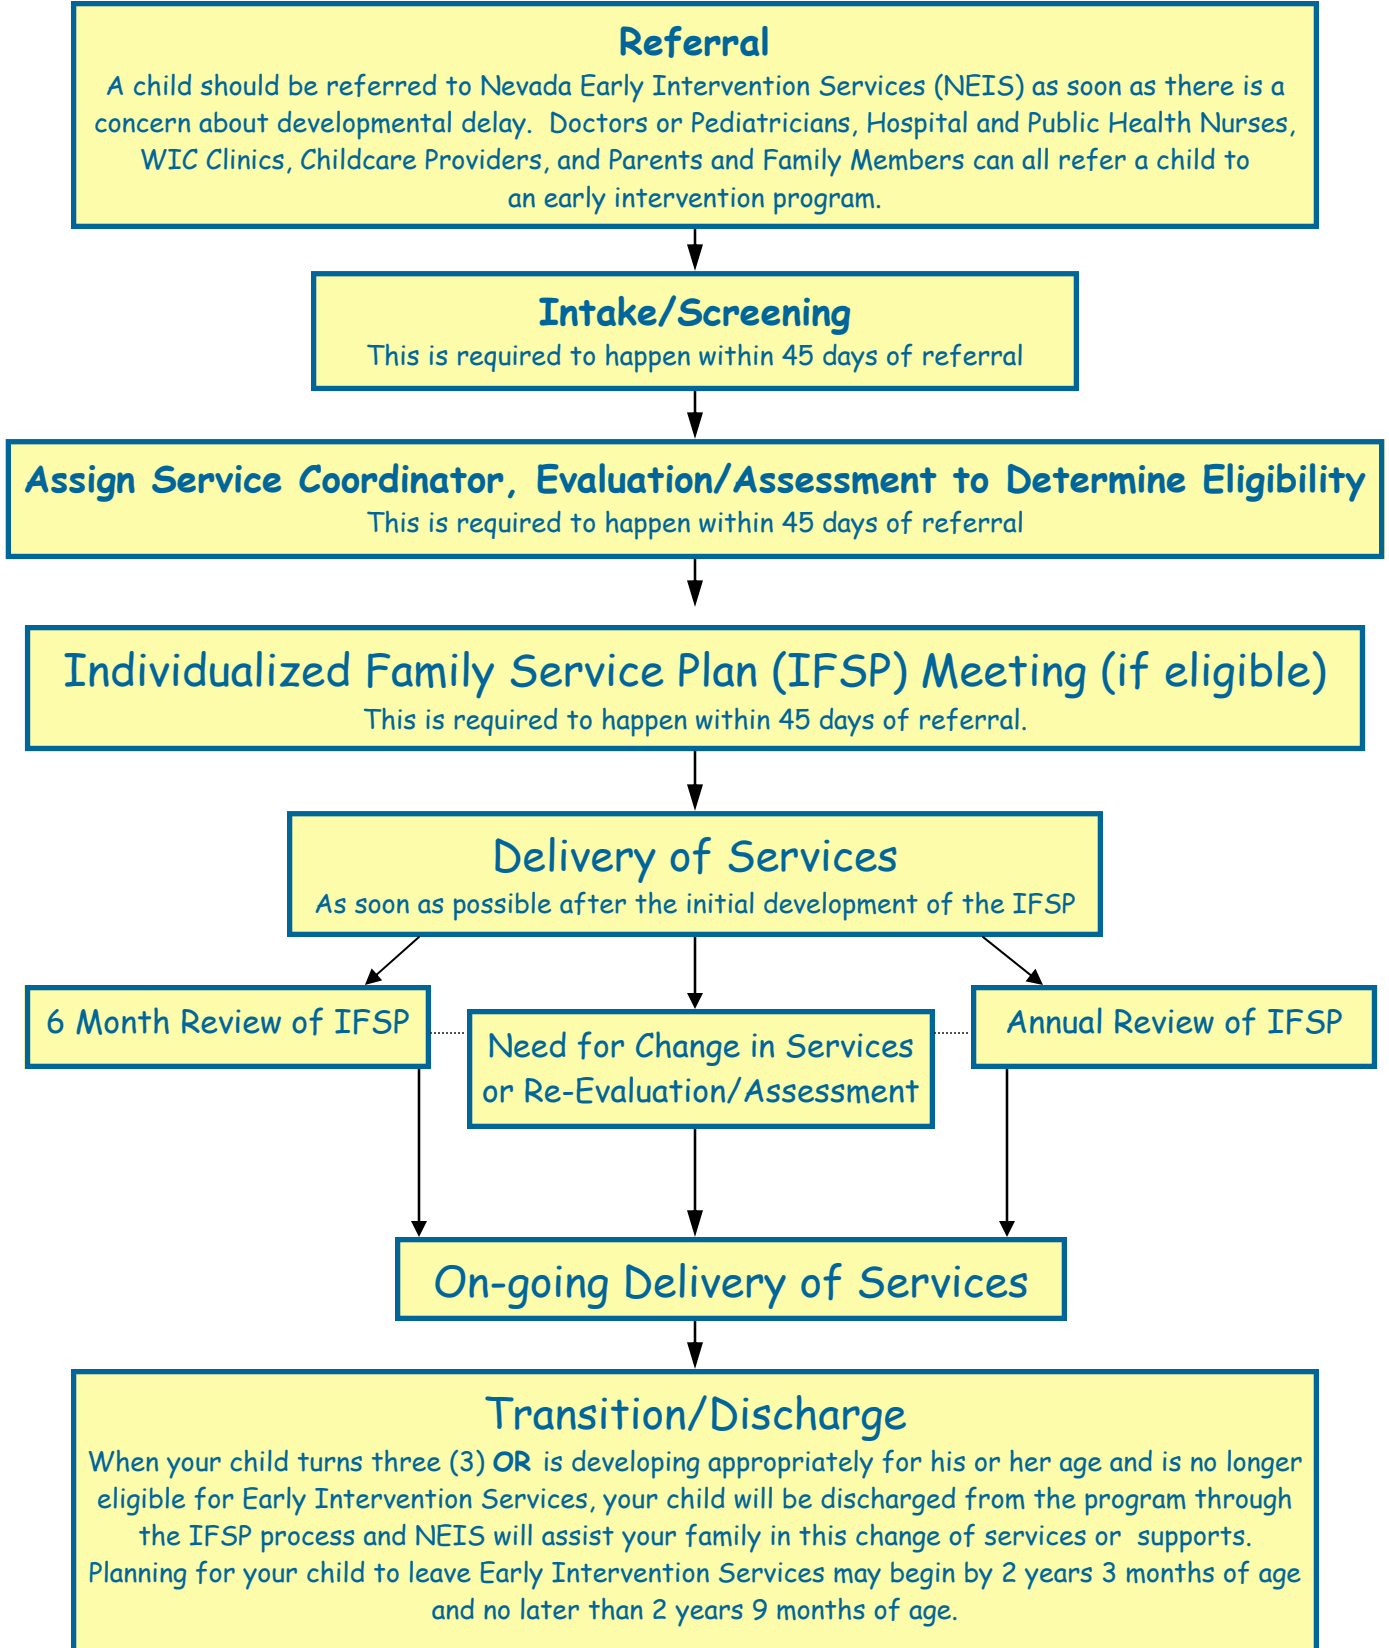 Referral
A child should be referred to Nevada Early Intervention Services (NEIS) as soon as there is a
concern about developmental delay.  Doctors or Pediatricians, Hospital and Public Health Nurses,
WIC Clinics, Childcare Providers, and Parents and Family Members can all refer a child to
an early intervention program.
Intake/Screening
This is required to happen within 45 days of referral
Assign Service Coordinator, Evaluation/Assessment to Determine Eligibility
This is required to happen within 45 days of referral
Individualized Family Service Plan (IFSP) Meeting (if eligible)
This is required to happen within 45 days of referral.
Delivery of Services
As soon as possible after the initial development of the IFSP
6 Month Review of IFSP
Need for Change in Services
or Re-Evaluation/Assessment
Annual Review of IFSP
On-going Delivery of Services
Transition/Discharge
When your child turns three (3) OR is developing appropriately for his or her age and is no longer
eligible for Early Intervention Services, your child will be discharged from the program through
the IFSP process and NEIS will assist your family in this change of services or  supports.
Planning for your child to leave Early Intervention Services may begin by 2 years 3 months of age
and no later than 2 years 9 months of age.